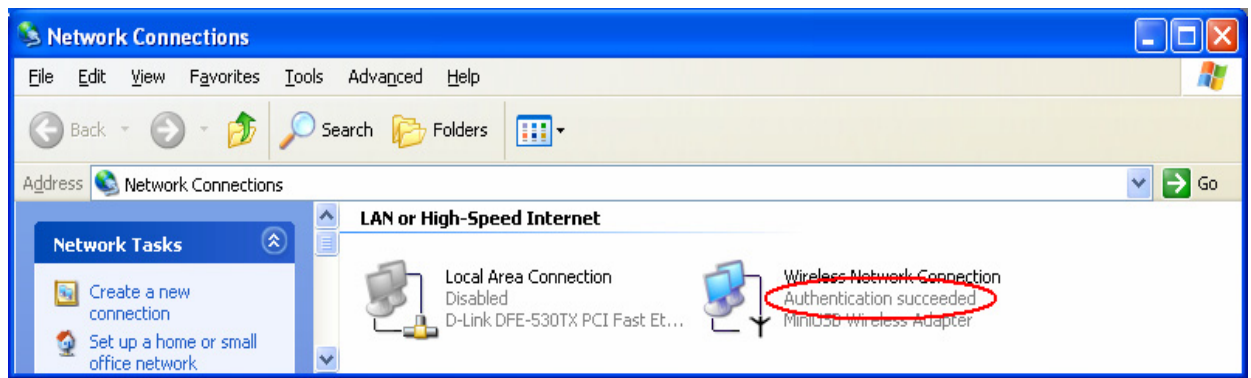 Network Connections
File Edit View Favorites Tools Advanced Help
Back Search Folders
Address Network Connections Go
Network Tasks
Create a new
connection
Set up a home or small
office network
LAN or High-Speed Internet
Local Area Connection
Disabled
D-Link DFE-530TX PCI Fast Et...
Wireless Network Connection
Authentication succeeded
MiniUSB Wireless Adapter